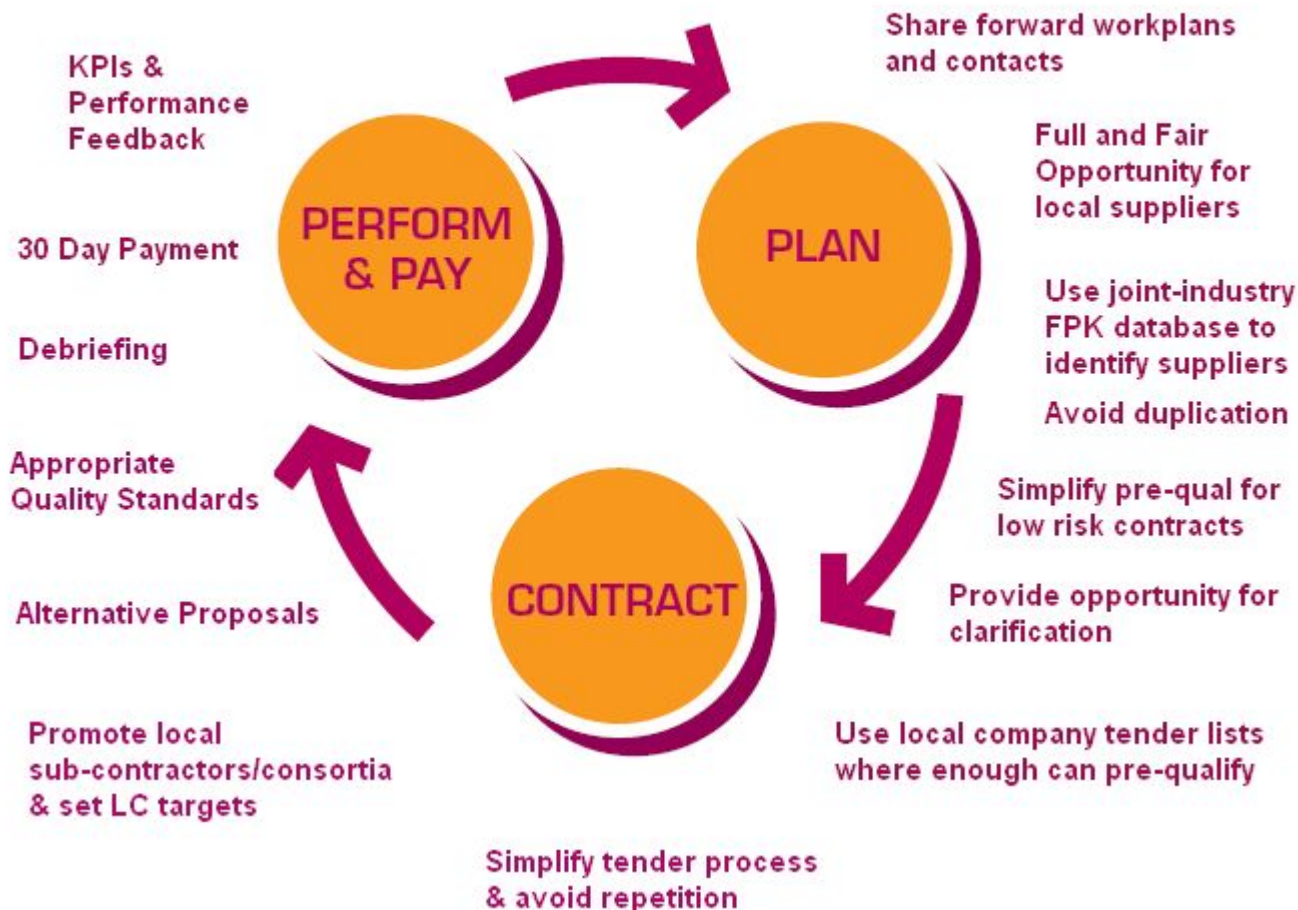 Share forward workplans
and contacts
KPIs &
Performance
Feedback
Full and Fair
Opportunity for
local suppliers
PERFORM
& PAY
PLAN
30 Day Payment
Use joint-industry
FPK database to
identify suppliers
Debriefing
Avoid duplication
Appropriate
Quality Standards
Simplify pre-qual for
low risk contracts
CONTRACT
Alternative Proposals
Provide opportunity for
clarification
Promote local
sub-contractors/consortia
& set LC targets
Use local company tender lists
where enough can pre-qualify
Simplify tender process
& avoid repetition